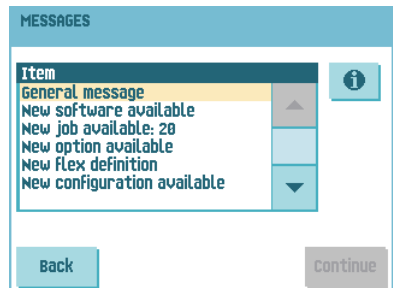 MESSAGES
Item
General message
New software available
New job available: 20
New option available
New flex definition
New configuration available
Back
Continue